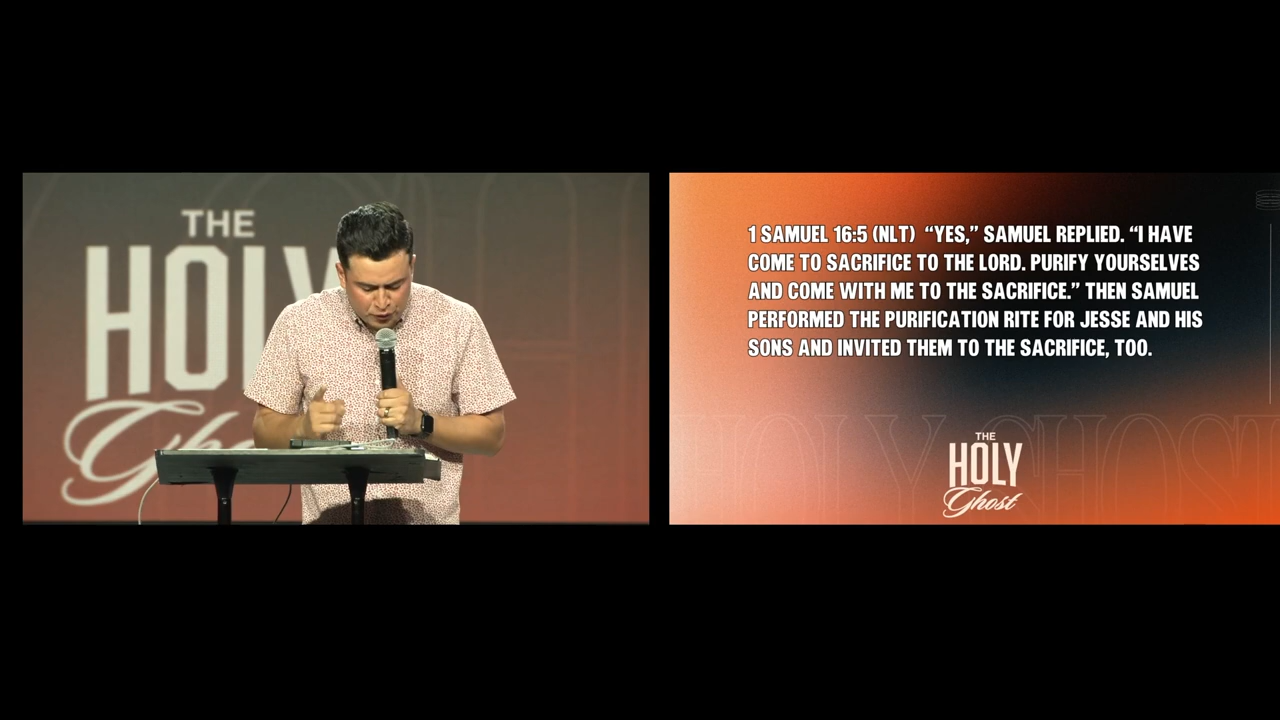 THE
HOLY
Ghost
1 SAMUEL 16:5 (NLT) “YES,” SAMUEL REPLIED. “I HAVE
COME TO SACRIFICE TO THE LORD. PURIFY YOURSELVES
AND COME WITH ME TO THE SACRIFICE.” THEN SAMUEL
PERFORMED THE PURIFICATION RITE FOR JESSE AND HIS
SONS AND INVITED THEM TO THE SACRIFICE, TOO.
HOLY GHOST
THE
HOLY
Ghost